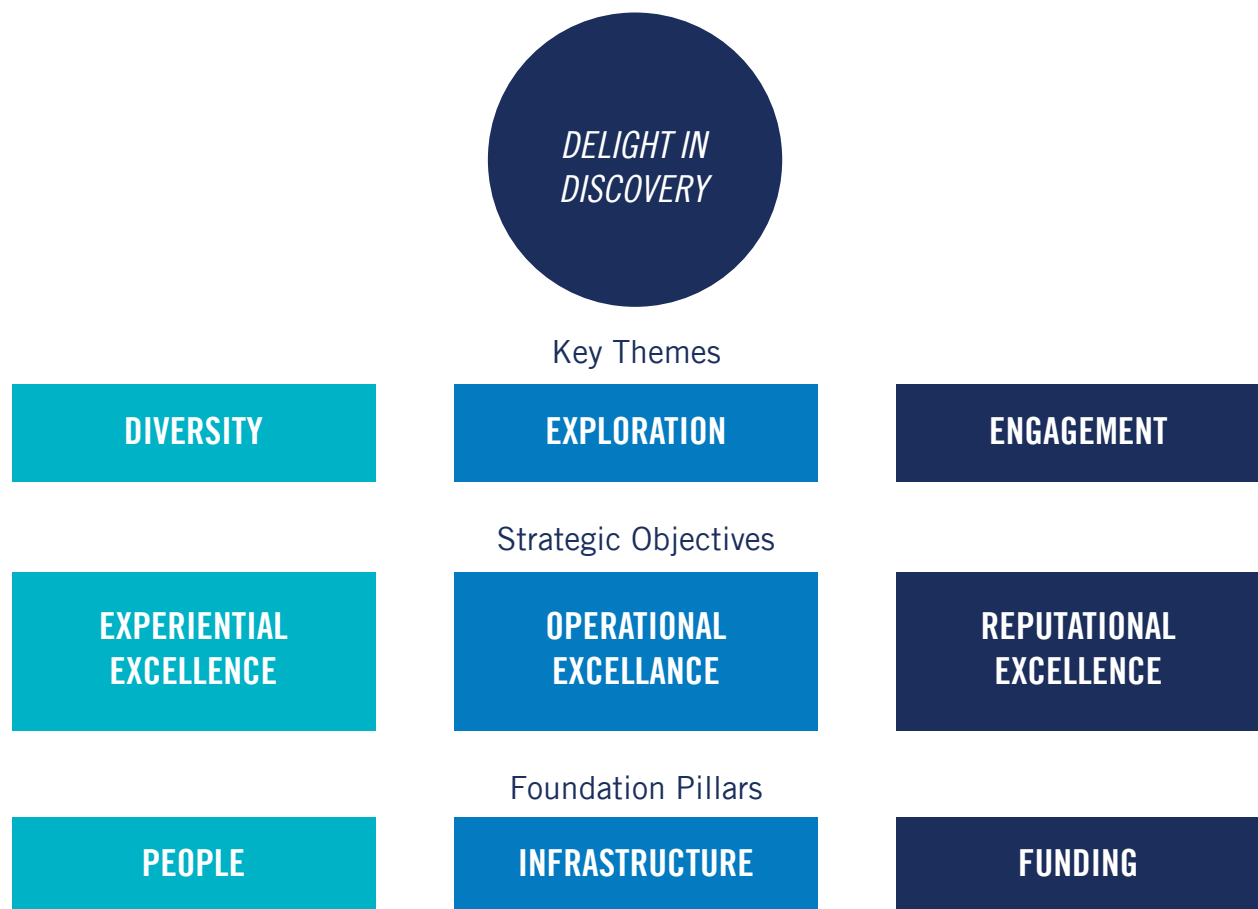 DELIGHT IN
DISCOVERY
Key Themes
DIVERSITY
EXPLORATION
ENGAGEMENT
Strategic Objectives
EXPERIENTIAL
EXCELLENCE
OPERATIONAL
EXCELLANCE
REPUTATIONAL
EXCELLENCE
Foundation Pillars
PEOPLE
INFRASTRUCTURE
FUNDING